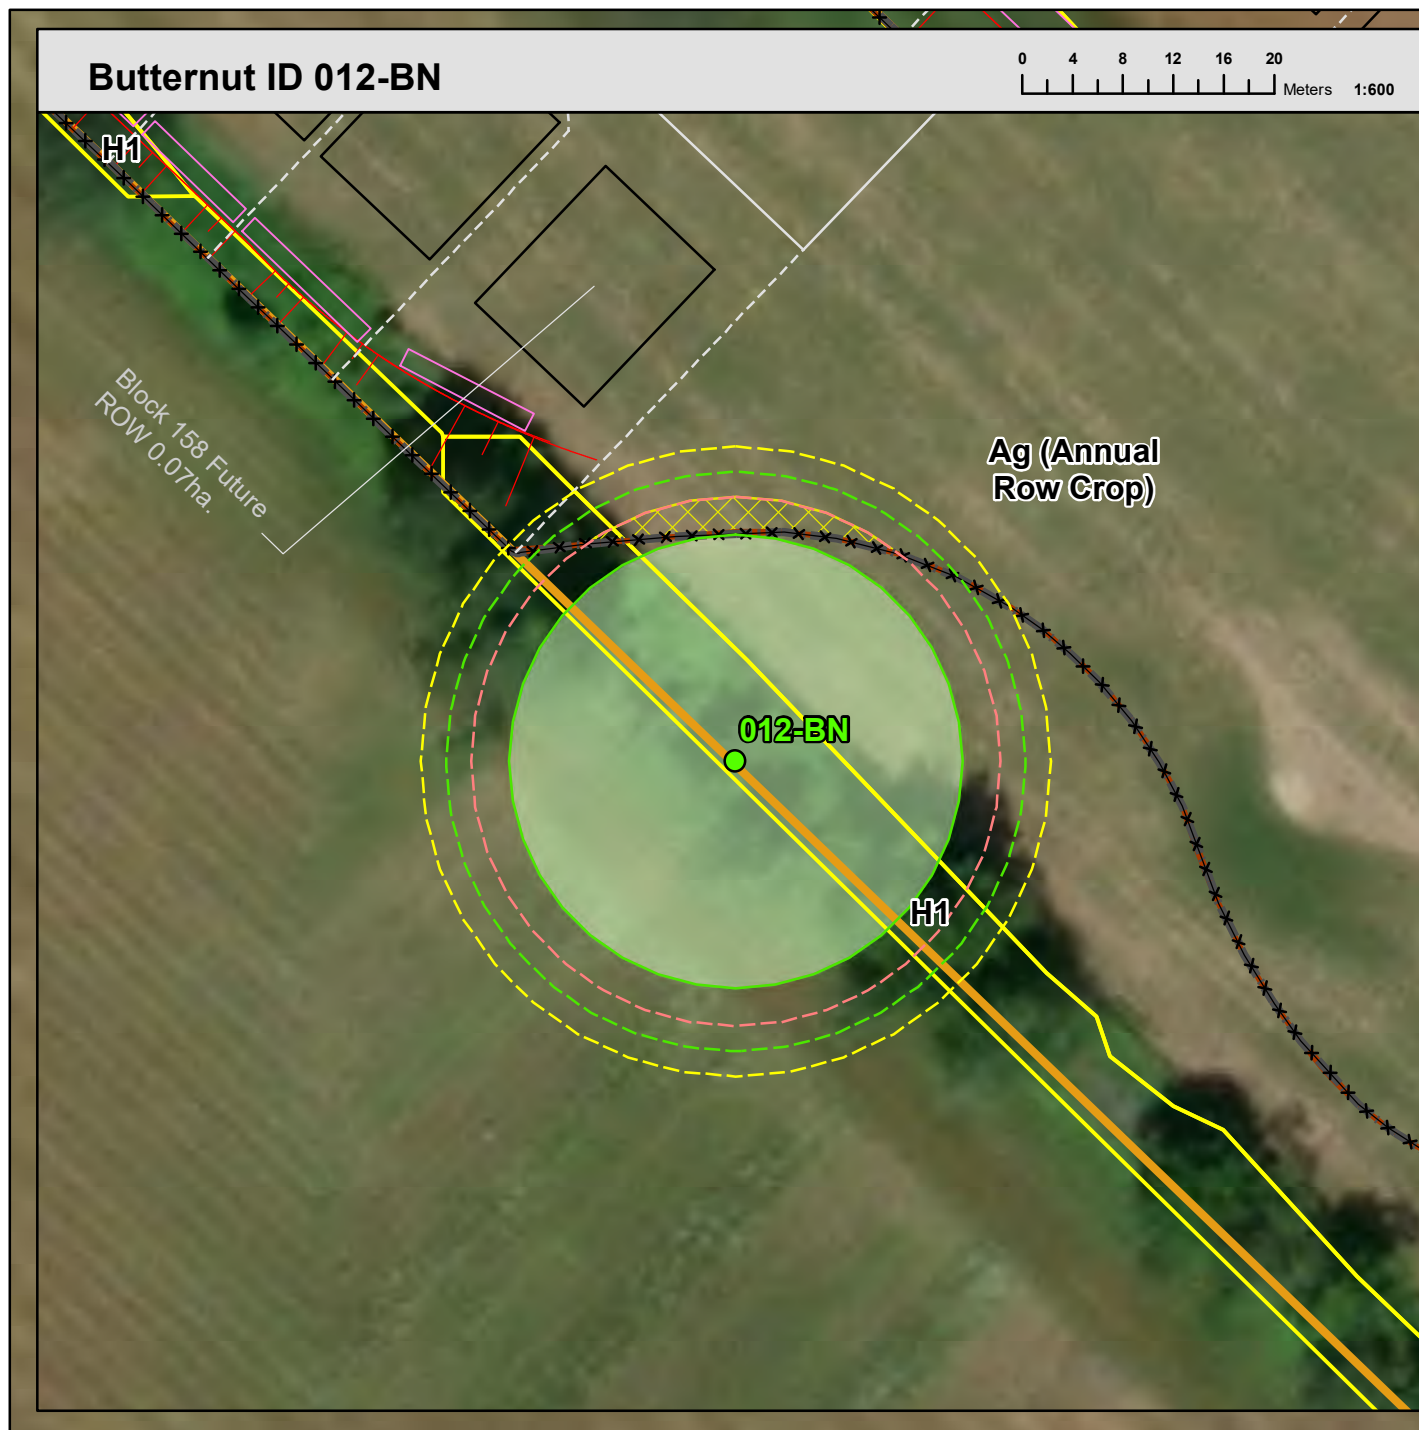 Butternut ID 012-BN
0 4 8 12 16 20
Meters 1:600
H1
Block 158 Future
ROW 0.07ha.
Ag (Annual
Row Crop)
012-BN
H1